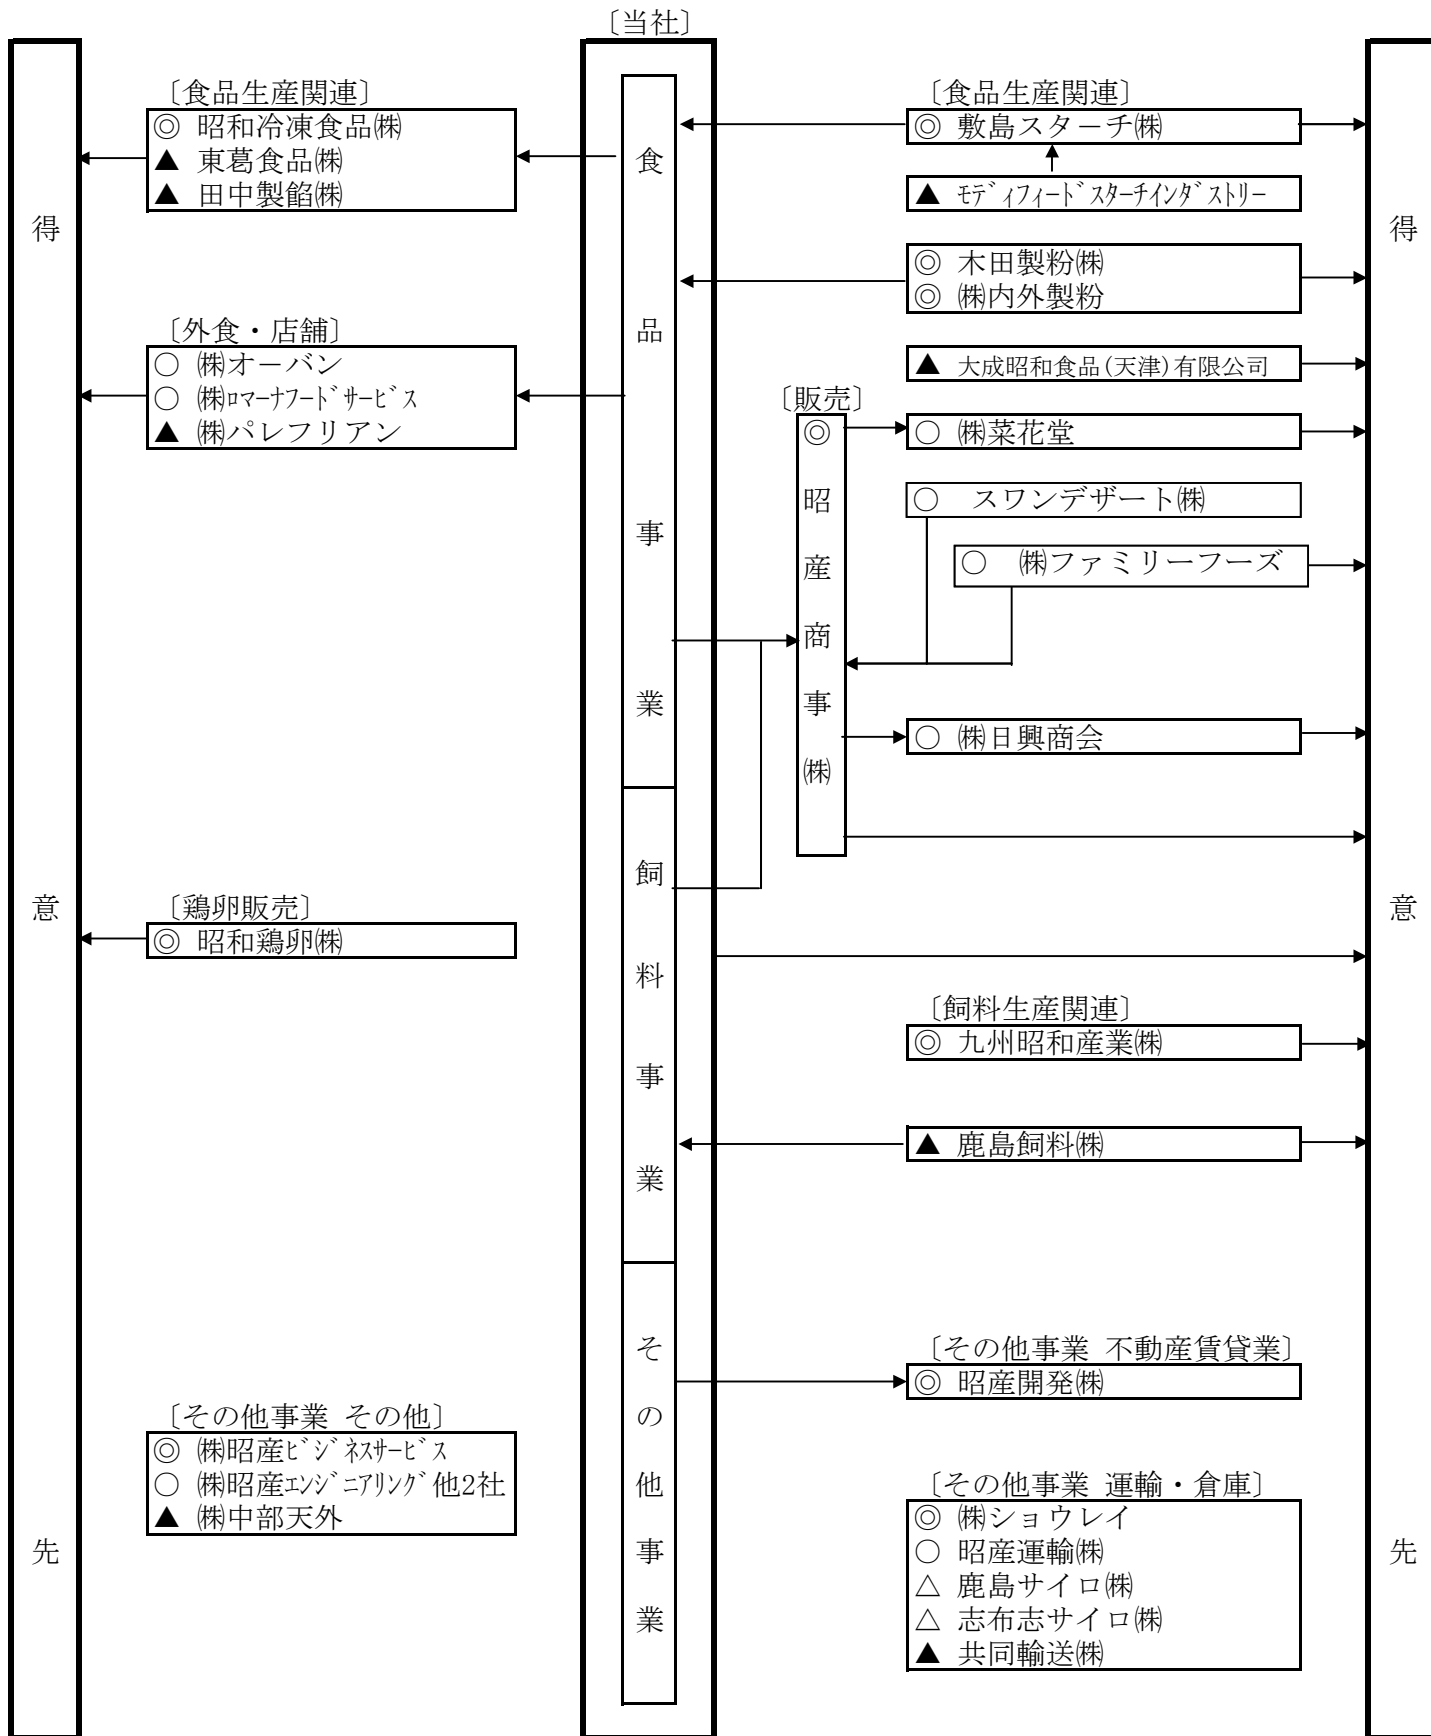 〔当社〕
得意先
〔食品生産関連〕
◎ 昭和冷凍食品㈱
▲ 東葛食品㈱
▲ 田中製餡㈱
〔外食・店舗〕
○ ㈱オーバン
○ ㈱ﾛﾏｰﾅﾌｰﾄﾞｻｰﾋﾞｽ
▲ ㈱パレフリアン
〔鶏卵販売〕
◎ 昭和鶏卵㈱
〔その他事業 その他〕
◎ ㈱昭産ﾋﾞｼﾞﾈｽｻｰﾋﾞｽ
○ ㈱昭産ｴﾝｼﾞﾆｱﾘﾝｸﾞ他2社
▲ ㈱中部天外
食品事業
飼料事業
その他事業
〔販売〕
◎ 昭産商事㈱
〔食品生産関連〕
◎ 敷島スターチ㈱
▲ ﾓﾃﾞｨﾌｨｰﾄﾞｽﾀｰﾁｲﾝﾀﾞｽﾄﾘｰ
◎ 木田製粉㈱
◎ ㈱内外製粉
▲ 大成昭和食品(天津)有限公司
○ ㈱菜花堂
○ スワンデザート㈱
○ ㈱ファミリーフーズ
○ ㈱日興商会
〔飼料生産関連〕
◎ 九州昭和産業㈱
▲ 鹿島飼料㈱
〔その他事業 不動産賃貸業〕
◎ 昭産開発㈱
〔その他事業 運輸・倉庫〕
◎ ㈱ショウレイ
○ 昭産運輸㈱
△ 鹿島サイロ㈱
△ 志布志サイロ㈱
▲ 共同輸送㈱
得意先